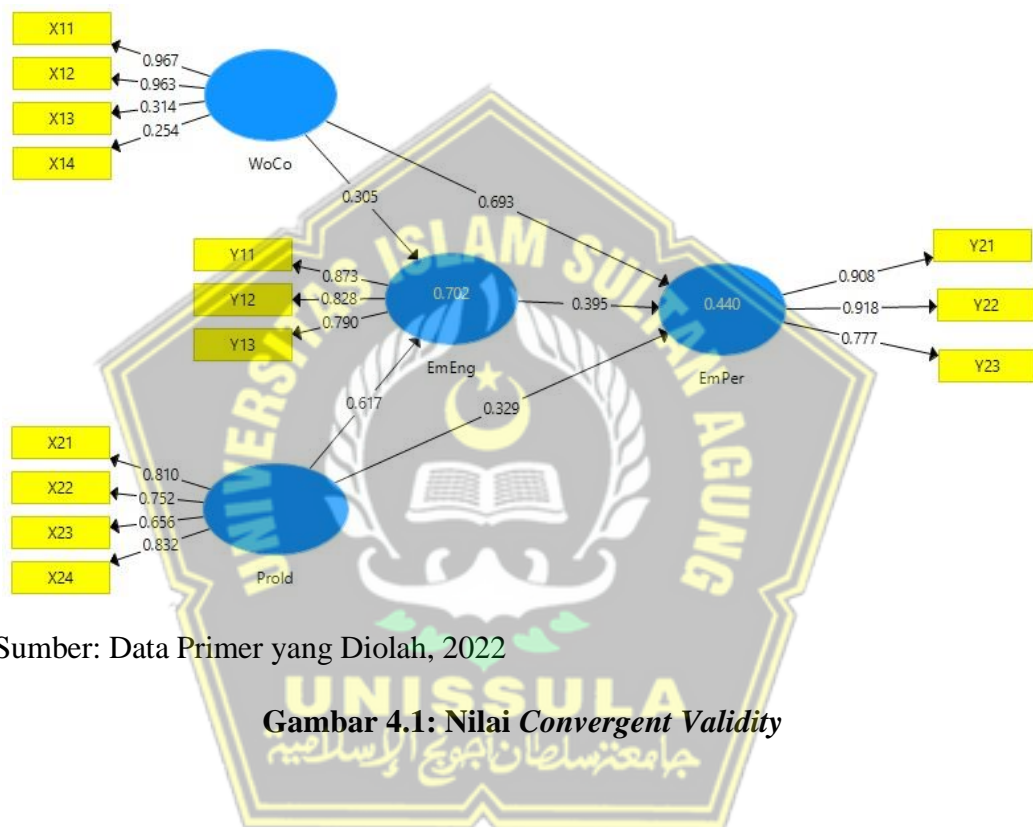 X11
X12
X13
X14
0.967
0.963
0.314
0.254
WoCo
0.305
0.693
Y11
Y12
Y13
0.873
0.828
0.790
0.702
EmEng
0.395
0.440
EmPer
0.908
0.918
0.777
Y21
Y22
Y23
0.617
0.329
X21
X22
X23
X24
0.810
0.752
0.656
0.832
ProId
UNIVERSITAS ISLAM SULTAN AGUNG
Sumber: Data Primer yang Diolah, 2022
UNISSULA
Gambar 4.1: Nilai Convergent Validity
جامعة سلطان أجونج الإسلامية